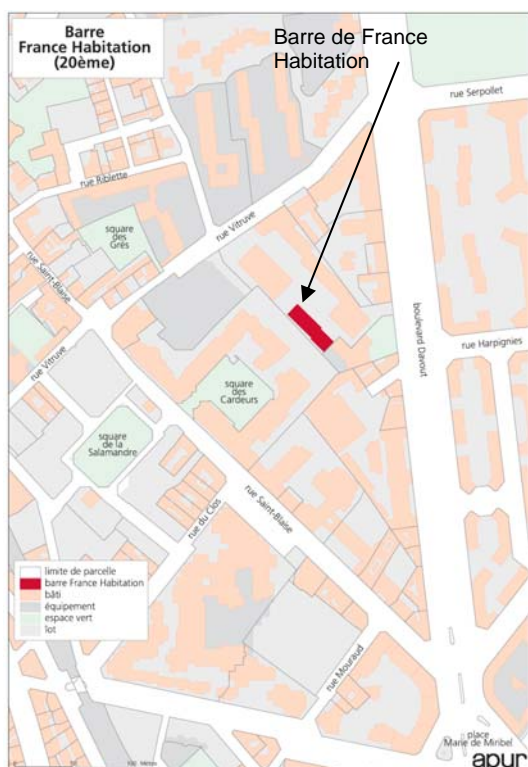 Barre
France Habitation
(20ème)
Barre de France
Habitation
rue Serpollet
rue Riblette
rue Vitruve
square
des
Grès
rue Saint-Blaise
boulevard Davout
rue Harpignies
rue Vitruve
square
des
Cardeurs
square
de la
Salamandre
rue du Clos
rue Saint-Blaise
limite de parcelle
barre France Habitation
bâti
équipement
espace vert
îlot
rue Mouraud
place
Marie de Miribel
apur